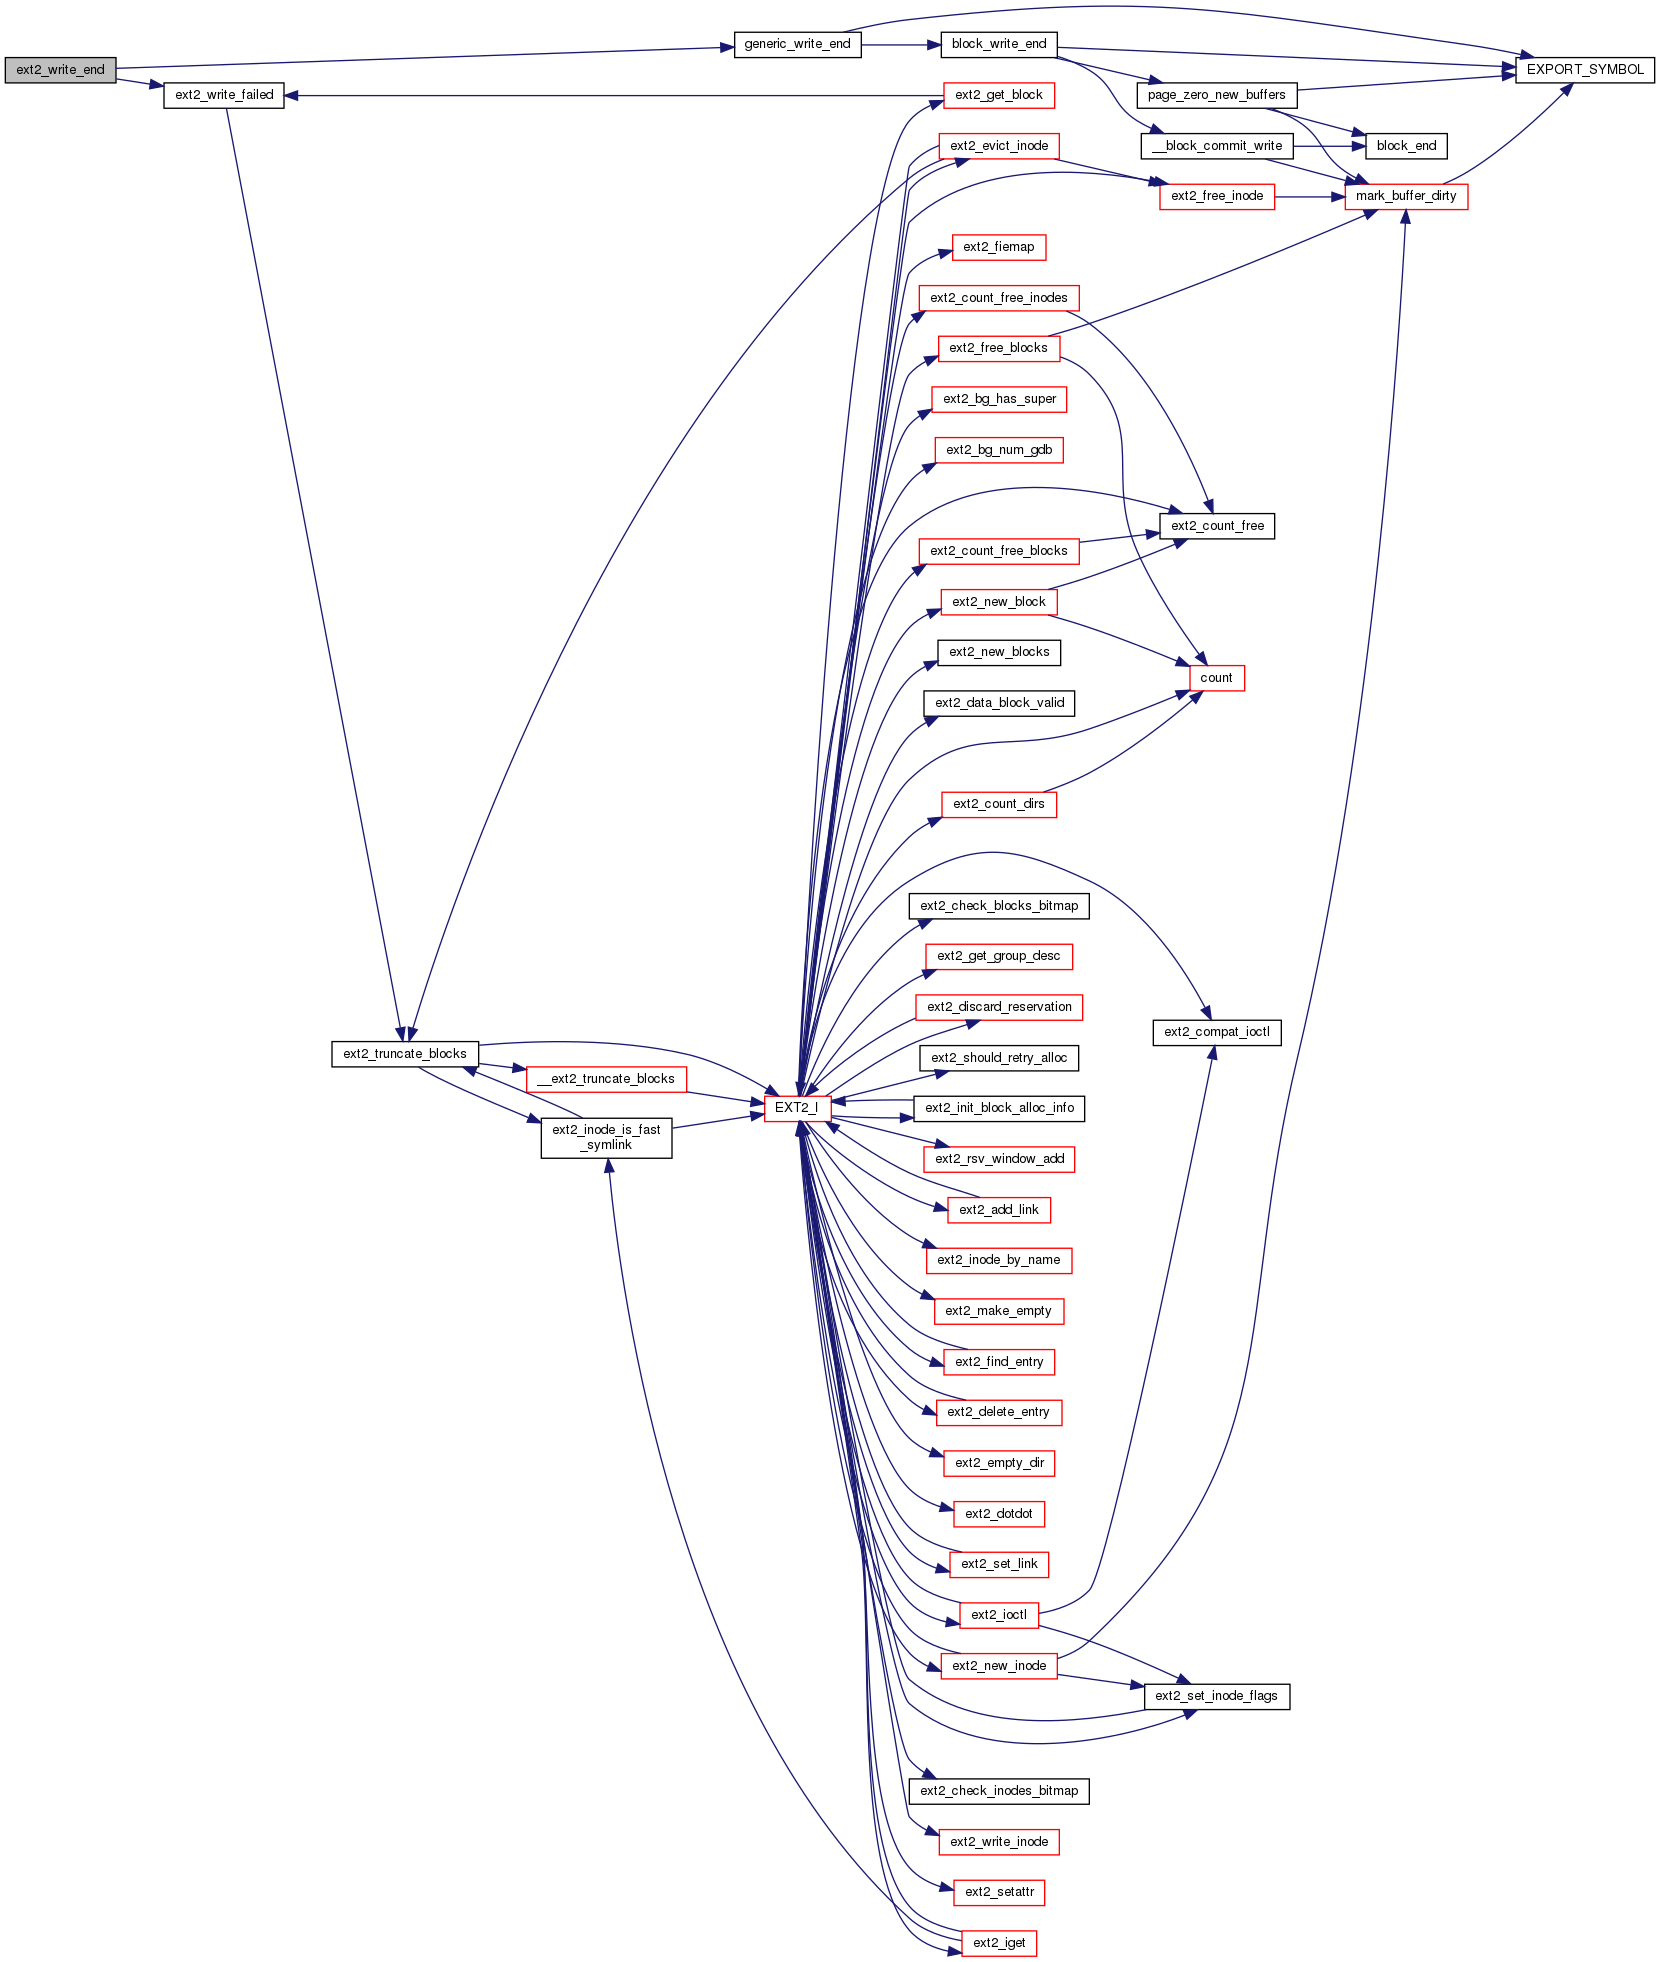 ext2_write_end
generic_write_end
block_write_end
EXPORT_SYMBOL
ext2_write_failed
ext2_get_block
page_zero_new_buffers
ext2_evict_inode
__block_commit_write
block_end
ext2_free_inode
mark_buffer_dirty
ext2_fiemap
ext2_count_free_inodes
ext2_free_blocks
ext2_bg_has_super
ext2_bg_num_gdb
ext2_count_free
ext2_count_free_blocks
ext2_new_block
ext2_new_blocks
count
ext2_data_block_valid
ext2_count_dirs
ext2_check_blocks_bitmap
ext2_get_group_desc
ext2_discard_reservation
ext2_compat_ioctl
ext2_truncate_blocks
ext2_should_retry_alloc
__ext2_truncate_blocks
EXT2_I
ext2_init_block_alloc_info
ext2_inode_is_fast
_symlink
ext2_rsv_window_add
ext2_add_link
ext2_inode_by_name
ext2_make_empty
ext2_find_entry
ext2_delete_entry
ext2_empty_dir
ext2_dotdot
ext2_set_link
ext2_ioctl
ext2_new_inode
ext2_set_inode_flags
ext2_check_inodes_bitmap
ext2_write_inode
ext2_setattr
ext2_iget